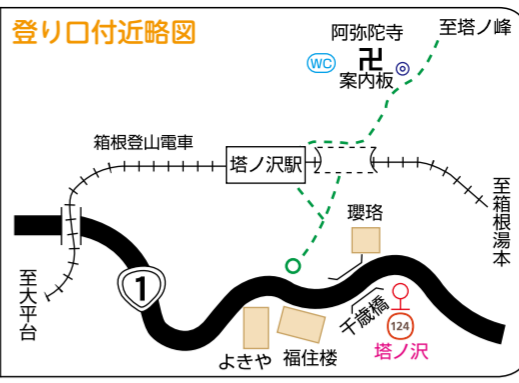 登り口付近略図
至塔ノ峰
阿弥陀寺
WC
卍
案内板
箱根登山電車
塔ノ沢駅
至箱根湯本
瓔珞
至大平台
1
千歳橋
124
塔ノ沢
よきや
福住楼